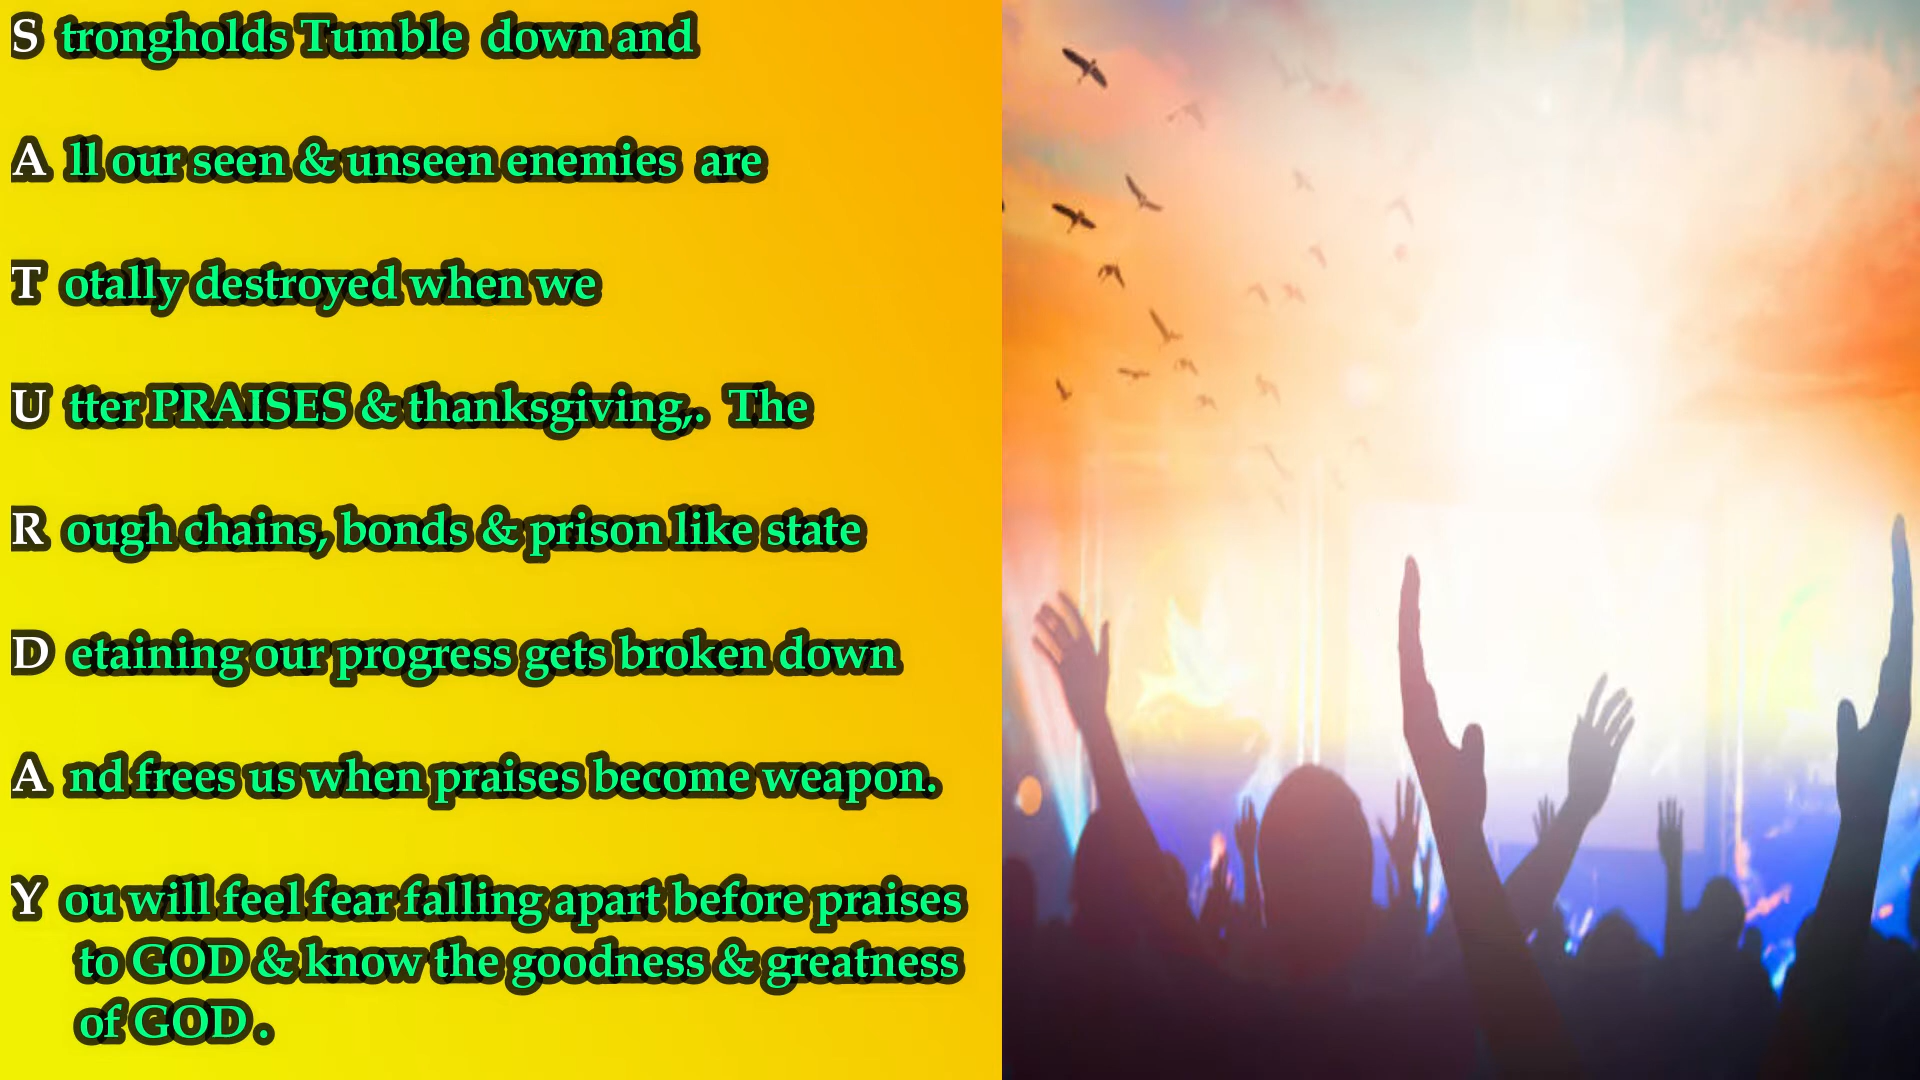 S trongholds Tumble down and
A ll our seen & unseen enemies are
T otally destroyed when we
U tter PRAISES & thanksgiving,. The
R ough chains, bonds & prison like state
D etaining our progress gets broken down
A nd frees us when praises become weapon.
Y ou will feel fear falling apart before praises
to GOD & know the goodness & greatness
of GOD .